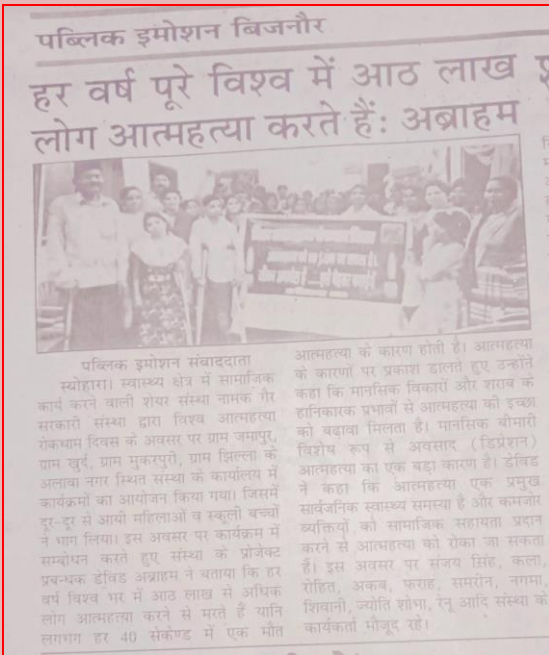 पब्लिक इमोशन बिजनौर
हर वर्ष पूरे विश्व में आठ लाख
लोग आत्महत्या करते हैं: अब्राहम
पब्लिक इमोशन संवाददाता
स्योहारा। स्वास्थ्य क्षेत्र में सामाजिक
कार्य करने वाली शेयर संस्था नामक गैर
सरकारी संस्था द्वारा विश्व आत्महत्या
रोकथाम दिवस के अवसर पर ग्राम जमापुर,
ग्राम खुर्द, ग्राम मुकरपुरी, ग्राम झिल्ला के
अलावा नगर स्थित संस्था के कार्यालय में
कार्यक्रमों का आयोजन किया गया। जिसमें
दूर-दूर से आयी महिलाओं व स्कूली बच्चों
ने भाग लिया। इस अवसर पर कार्यक्रम में
सम्बोधन करते हुए संस्था के प्रोजेक्ट
प्रबन्धक डेविड अब्राहम ने बताया कि हर
वर्ष विश्व भर में आठ लाख से अधिक
लोग आत्महत्या करने से मरते हैं यानि
लगभग हर 40 सेकेण्ड में एक मौत
आत्महत्या के कारण होती है। आत्महत्या
के कारणों पर प्रकाश डालते हुए उन्होंने
कहा कि मानसिक विकारों और शराब के
हानिकारक प्रभावों से आत्महत्या की इच्छा
को बढ़ावा मिलता है। मानसिक बीमारी
विशेष रूप से अवसाद (डिप्रेशन)
आत्महत्या का एक बड़ा कारण है। डेविड
ने कहा कि आत्महत्या एक प्रमुख
सार्वजनिक स्वास्थ्य समस्या है और कमजोर
व्यक्तियों को सामाजिक सहायता प्रदान
करने से आत्महत्या को रोका जा सकता
है। इस अवसर पर संजय सिंह, कला,
रोहित, अकब, फराह, समरीन, नगमा,
शिवानी, ज्योति शोभा, रेनू आदि संस्था के
कार्यकर्ता मौजूद रहे।